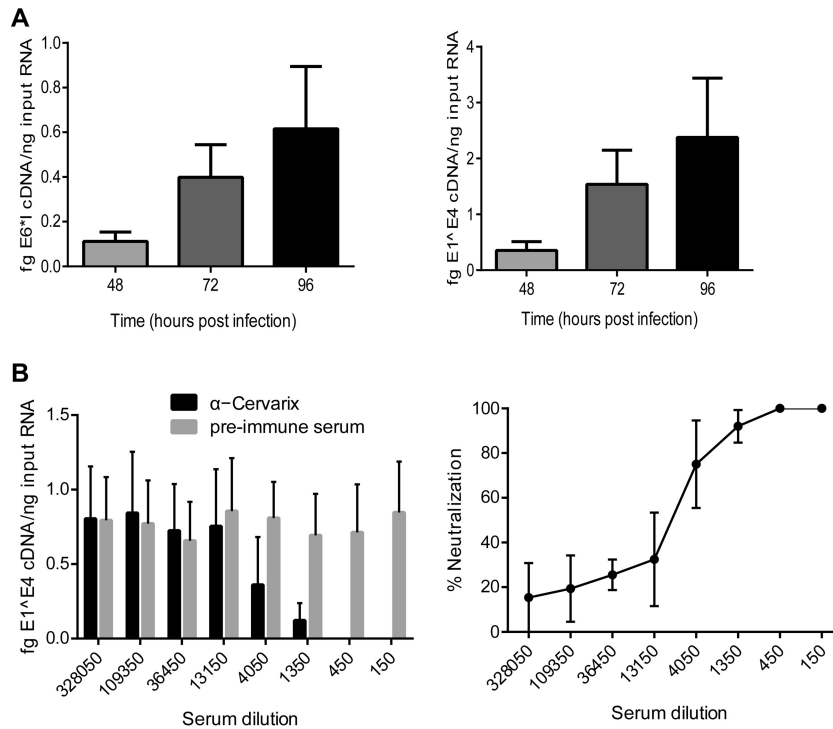 A
fg E6*I cDNA/ng input RNA
1.0
0.8
0.6
0.4
0.2
0.0
48 72 96
Time (hours post infection)
fg E1^E4 cDNA/ng input RNA
4
3
2
1
0
48 72 96
Time (hours post infection)
B
α−Cervarix
pre-immune serum
fg E1^E4 cDNA/ng input RNA
1.5
1.0
0.5
0.0
328050 109350 36450 13150 4050 1350 450 150
Serum dilution
% Neutralization
100
80
60
40
20
0
328050 109350 36450 13150 4050 1350 450 150
Serum dilution